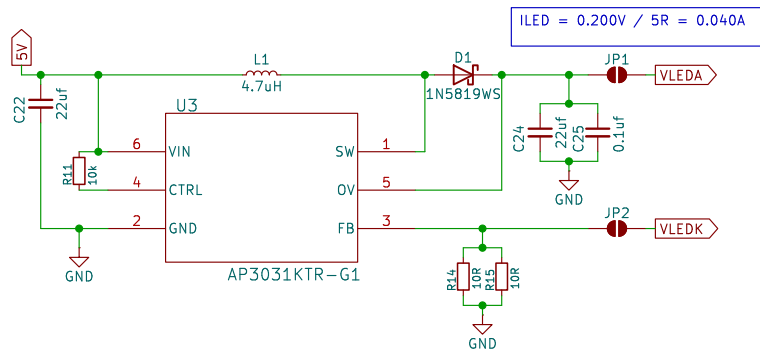 ILED = 0.200V / 5R = 0.040A
5V
L1
4.7uH
D1
1N5819WS
JP1
VLEDA
C22
22uf
U3
C24
22uf
C25
0.1uf
R11
10k
6
VIN
SW
1
4
CTRL
OV
5
GND
2
GND
FB
3
JP2
VLEDK
GND
AP3031KTR-G1
R14
10R
R15
10R
GND